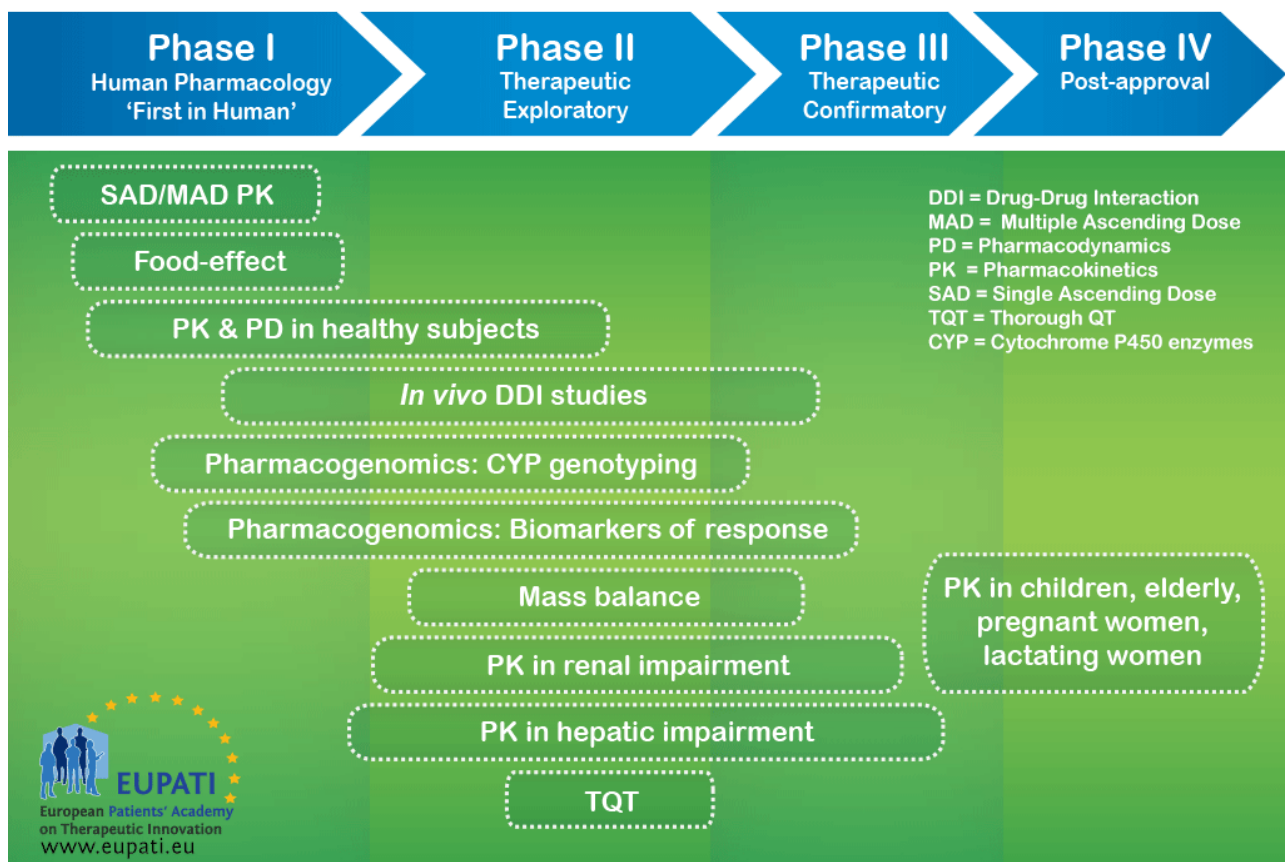 Phase I
Human Pharmacology
'First in Human'
Phase II
Therapeutic
Exploratory
Phase III
Therapeutic
Confirmatory
Phase IV
Post-approval
SAD/MAD PK
Food-effect
PK & PD in healthy subjects
In vivo DDI studies
Pharmacogenomics: CYP genotyping
Pharmacogenomics: Biomarkers of response
Mass balance
PK in renal impairment
PK in hepatic impairment
TQT
DDI = Drug-Drug Interaction
MAD = Multiple Ascending Dose
PD = Pharmacodynamics
PK = Pharmacokinetics
SAD = Single Ascending Dose
TQT = Thorough QT
CYP = Cytochrome P450 enzymes
PK in children, elderly,
pregnant women,
lactating women
EUPATI
European Patients' Academy
on Therapeutic Innovation
www.eupati.eu